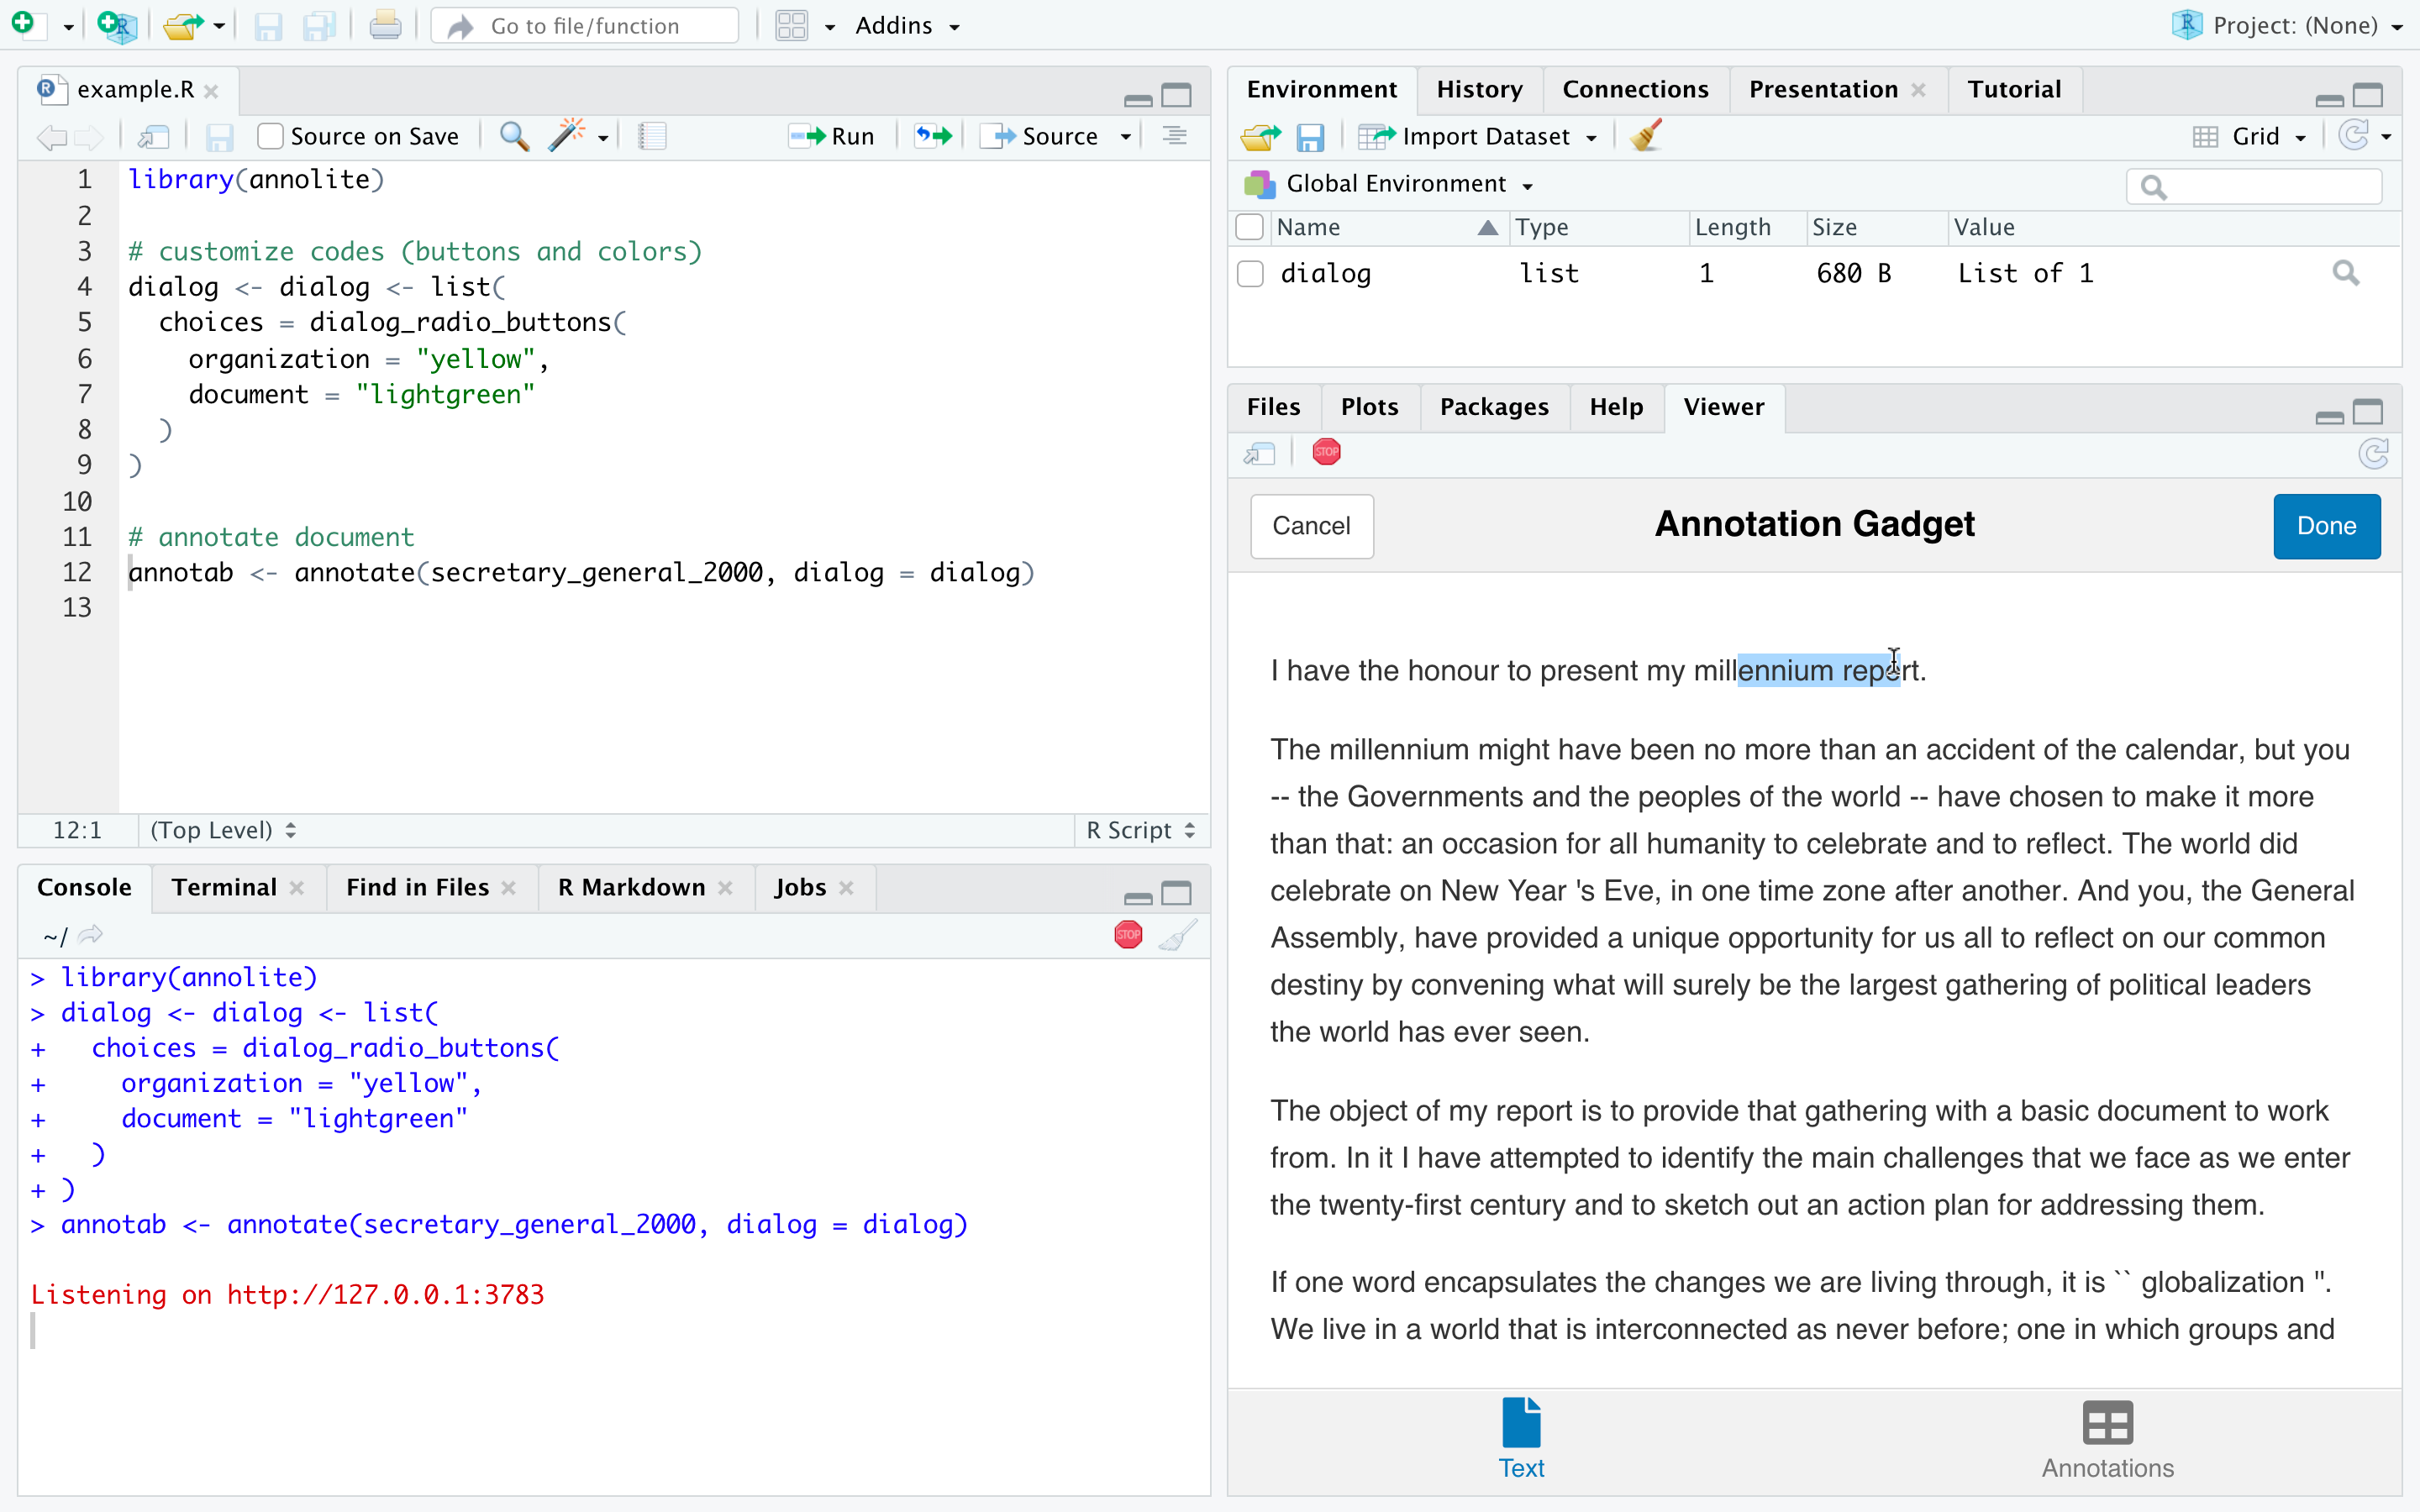 Go to file/function
Addins
Project: (None)
example.R
Source on Save
Run
Source
1 library(annolite)
2
3 # customize codes (buttons and colors)
4 dialog <- dialog <- list(
5   choices = dialog_radio_buttons(
6     organization = "yellow",
7     document = "lightgreen"
8   )
9 )
10
11 # annotate document
12 annotab <- annotate(secretary_general_2000, dialog = dialog)
13
12:1 (Top Level) R Script
Console Terminal Find in Files R Markdown Jobs
~/
STOP
> library(annolite)
> dialog <- dialog <- list(
+   choices = dialog_radio_buttons(
+     organization = "yellow",
+     document = "lightgreen"
+   )
+ )
> annotab <- annotate(secretary_general_2000, dialog = dialog)
Listening on http://127.0.0.1:3783
Environment History Connections Presentation Tutorial
Import Dataset Grid
Global Environment
Name Type Length Size Value
dialog list 1 680 B List of 1
Files Plots Packages Help Viewer
STOP
Cancel Annotation Gadget Done
I have the honour to present my millennium report.
The millennium might have been no more than an accident of the calendar, but you
-- the Governments and the peoples of the world -- have chosen to make it more
than that: an occasion for all humanity to celebrate and to reflect. The world did
celebrate on New Year 's Eve, in one time zone after another. And you, the General
Assembly, have provided a unique opportunity for us all to reflect on our common
destiny by convening what will surely be the largest gathering of political leaders
the world has ever seen.
The object of my report is to provide that gathering with a basic document to work
from. In it I have attempted to identify the main challenges that we face as we enter
the twenty-first century and to sketch out an action plan for addressing them.
If one word encapsulates the changes we are living through, it is `` globalization ''.
We live in a world that is interconnected as never before; one in which groups and
Text Annotations